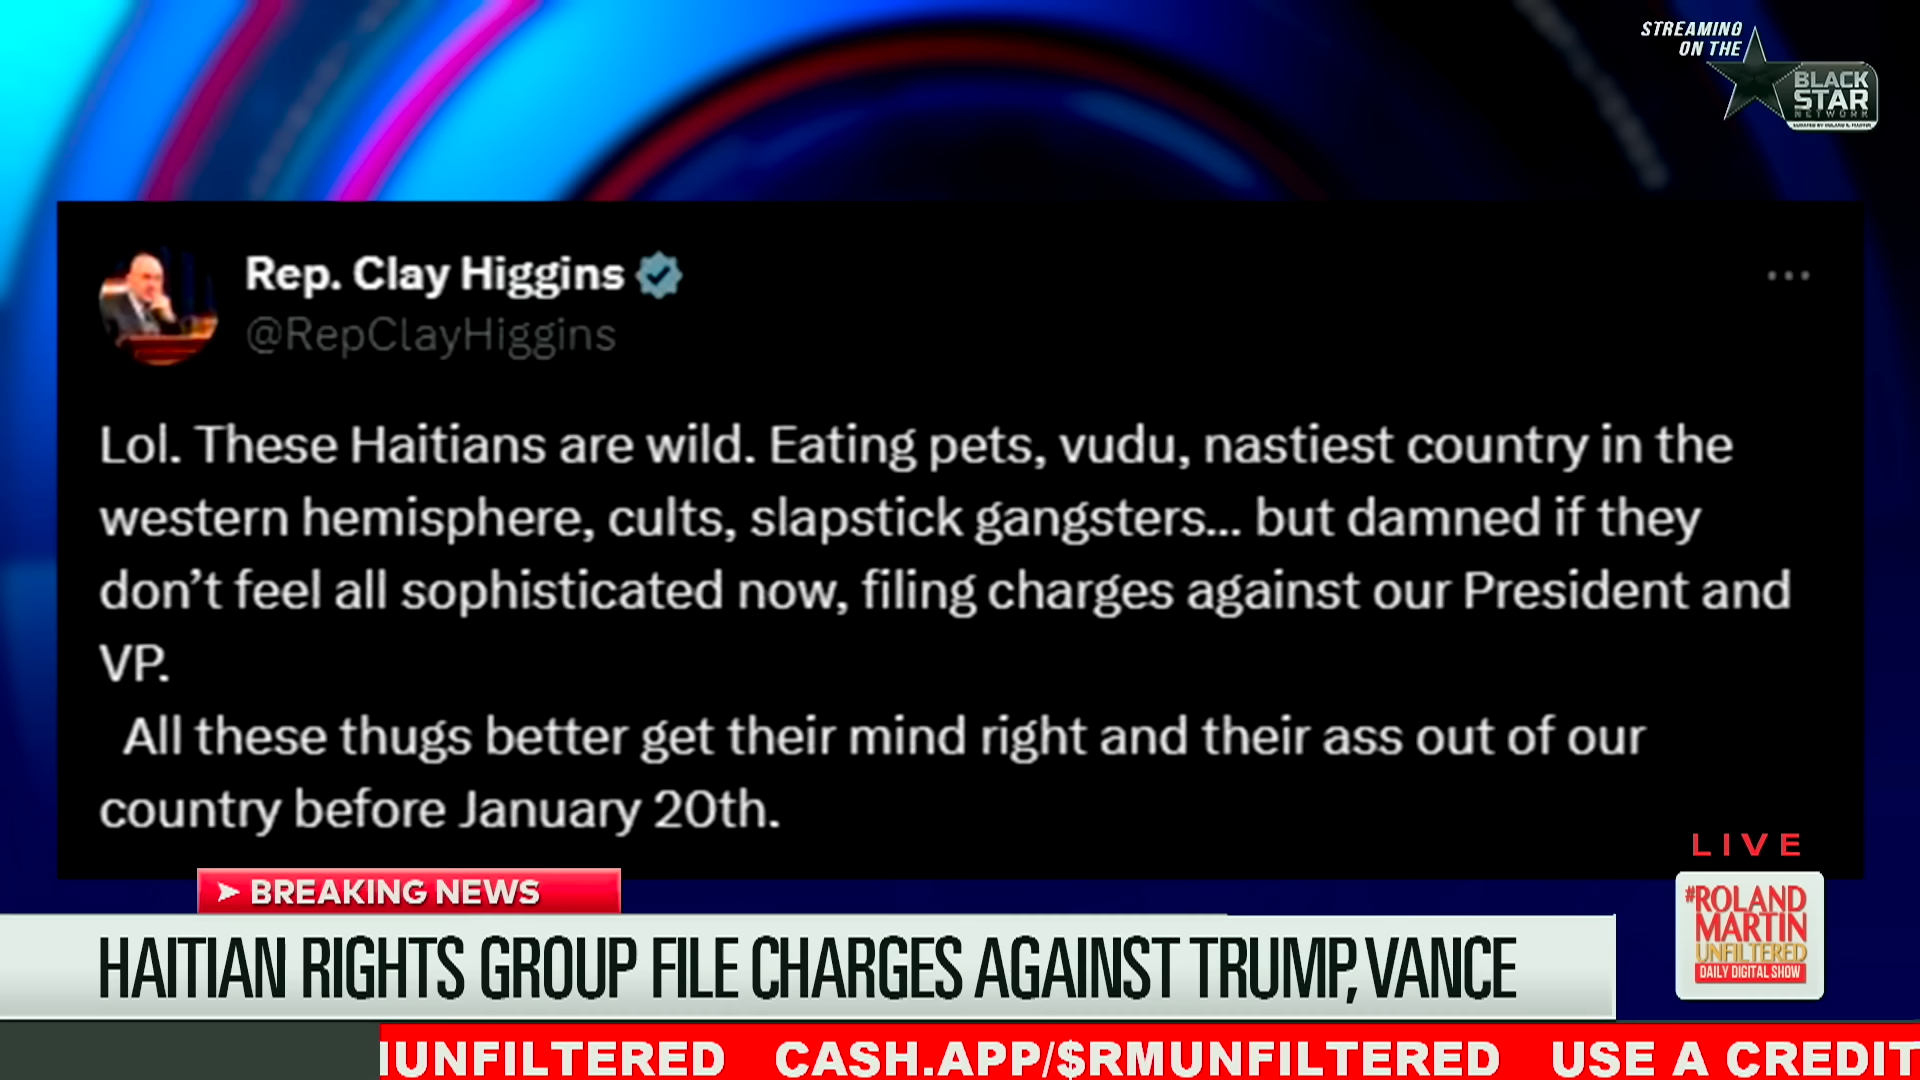 STREAMING
ON THE
BLACK
STAR
NETWORK
Rep. Clay Higgins
@RepClayHiggins
Lol. These Haitians are wild. Eating pets, vudu, nastiest country in the
western hemisphere, cults, slapstick gangsters... but damned if they
don’t feel all sophisticated now, filing charges against our President and
VP.
All these thugs better get their mind right and their ass out of our
country before January 20th.
LIVE
BREAKING NEWS
HAITIAN RIGHTS GROUP FILE CHARGES AGAINST TRUMP, VANCE
#ROLAND
MARTIN
UNFILTERED
DAILY DIGITAL SHOW
UNFILTERED CASH.APP/$RMUNFILTERED USE A CREDIT